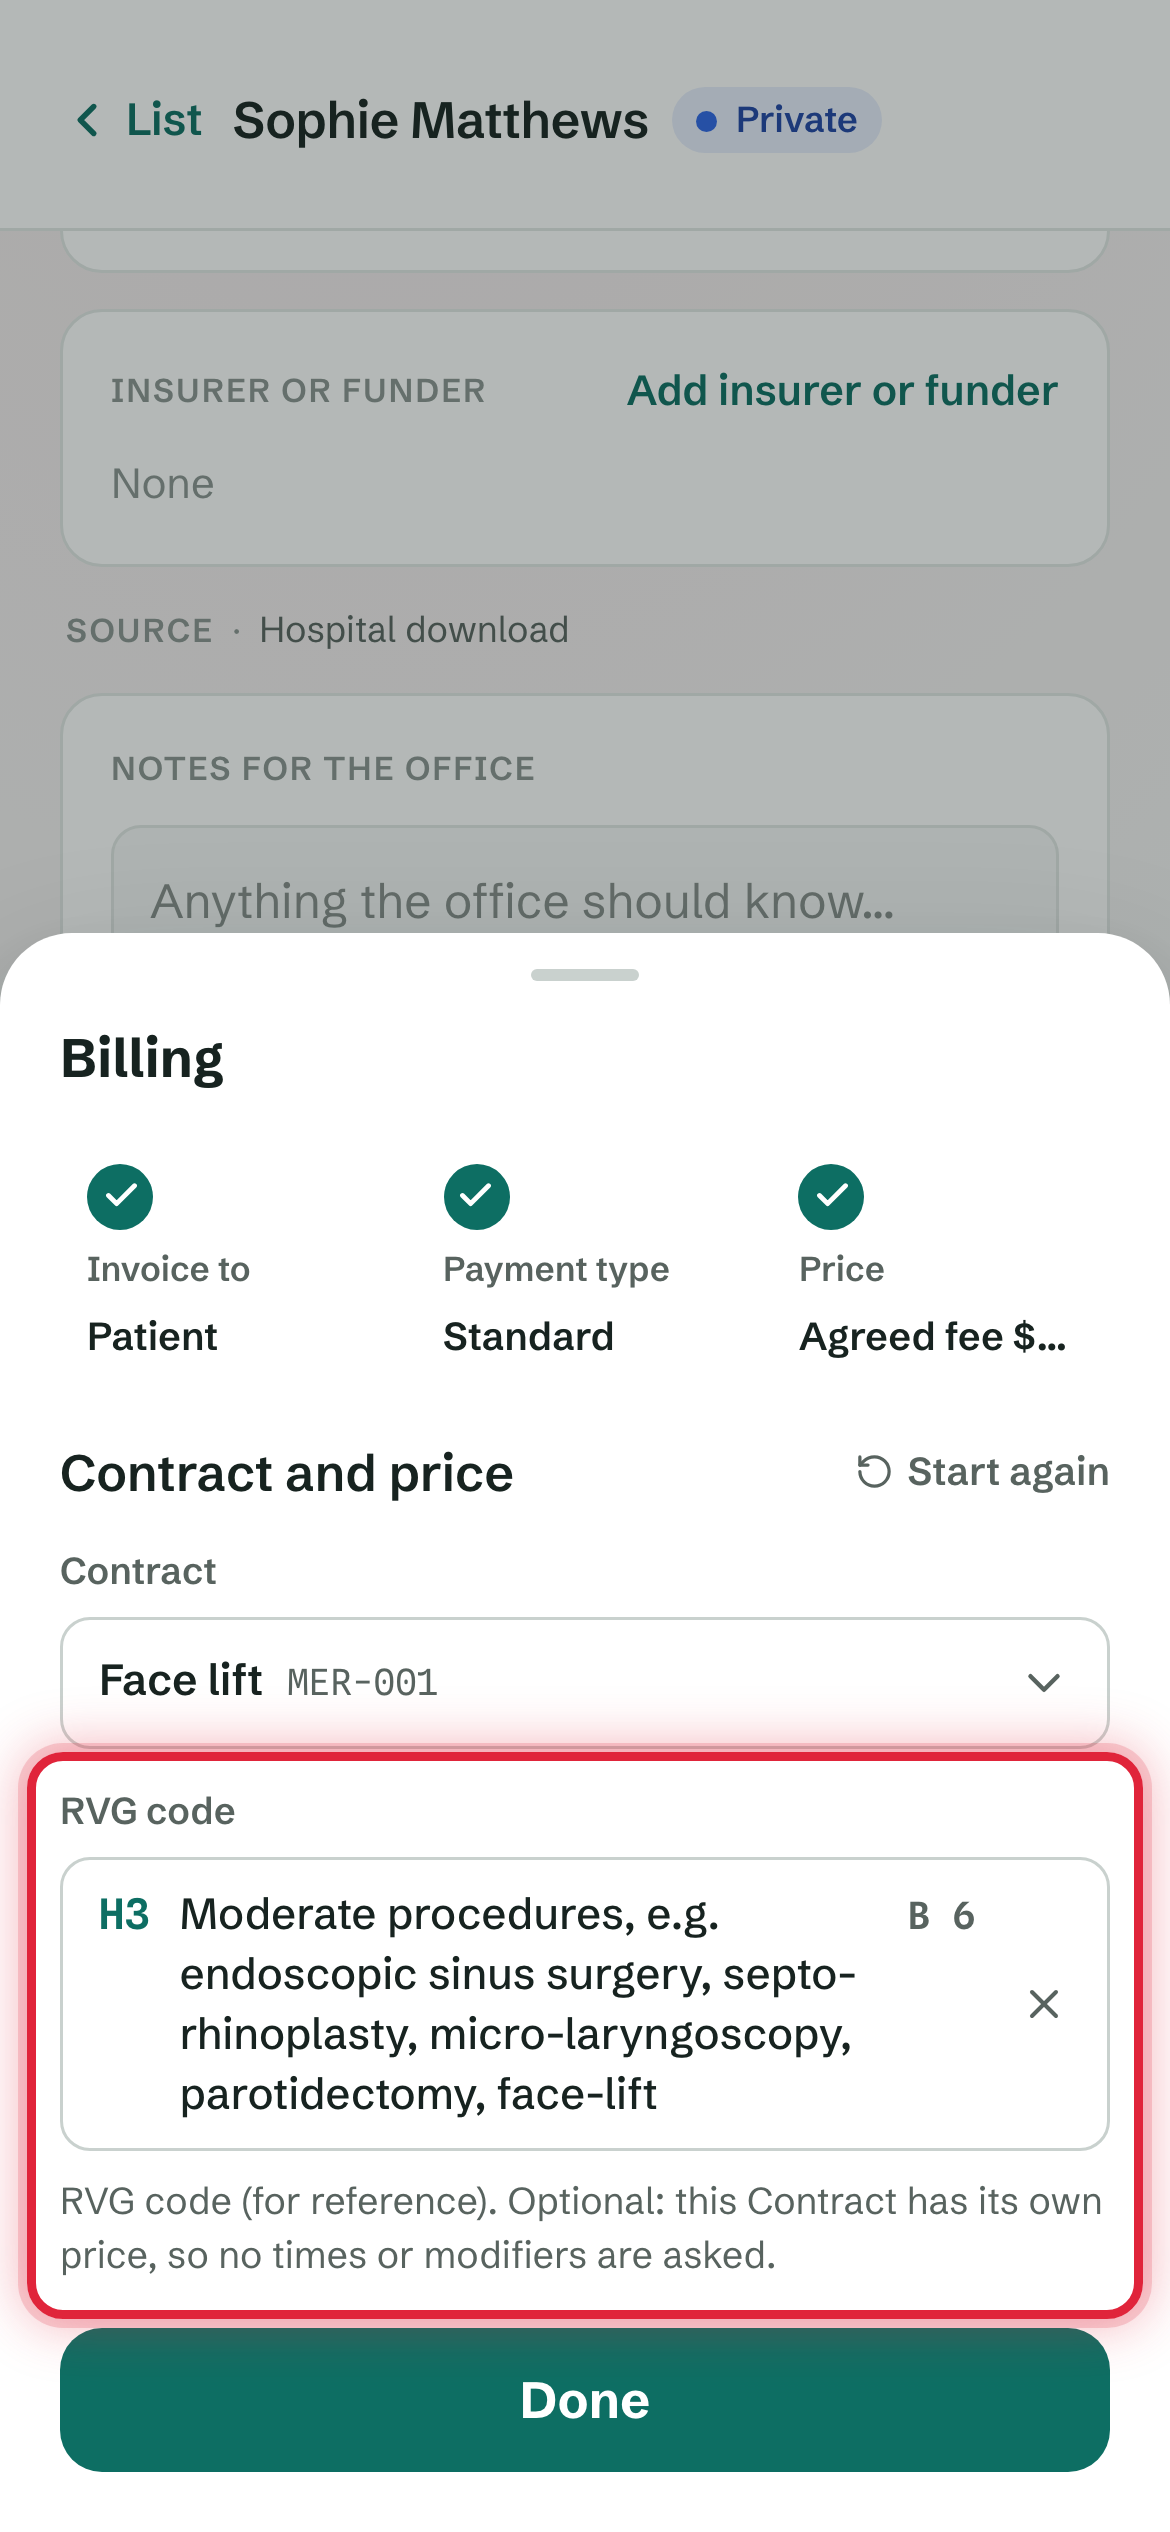 List Sophie Matthews Private
INSURER OR FUNDER Add insurer or funder
None
SOURCE · Hospital download
NOTES FOR THE OFFICE
Anything the office should know...
Billing
Invoice to Payment type Price
Patient Standard Agreed fee $...
Contract and price Start again
Contract
Face lift MER-001
RVG code
H3 Moderate procedures, e.g. B 6
endoscopic sinus surgery, septo-
rhinoplasty, micro-laryngoscopy,
parotidectomy, face-lift
RVG code (for reference). Optional: this Contract has its own
price, so no times or modifiers are asked.
Done